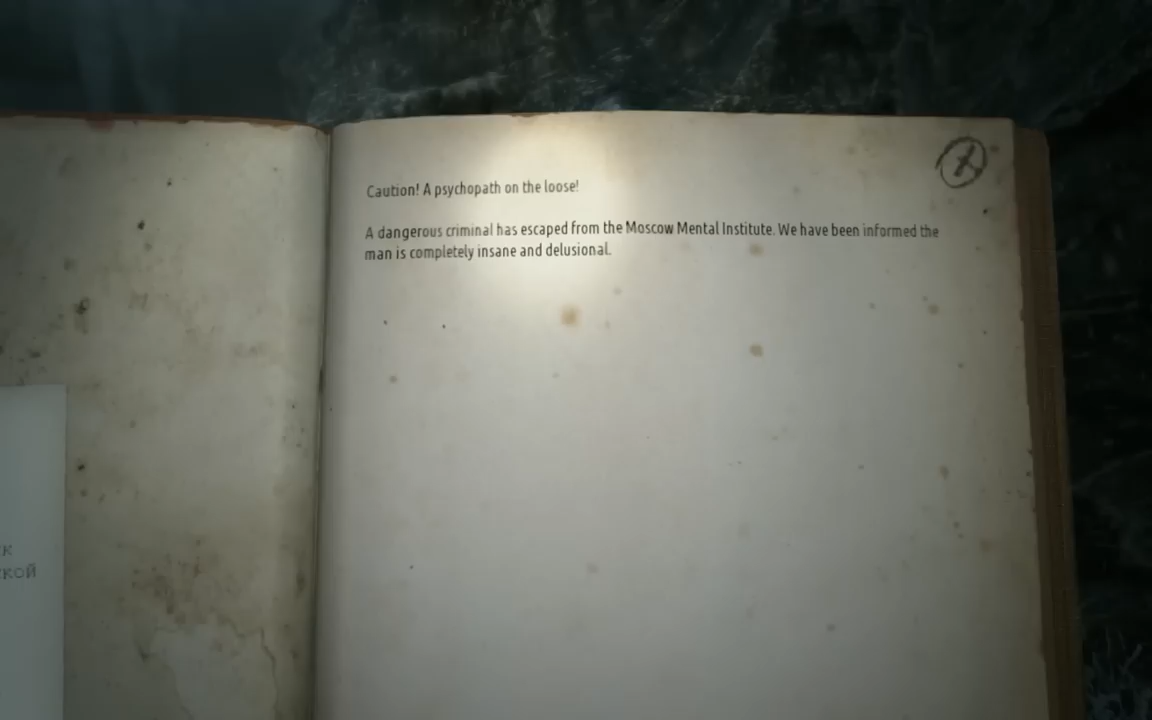 Caution! A psychopath on the loose!
A dangerous criminal has escaped from the Moscow Mental Institute. We have been informed the
man is completely insane and delusional.
к
ской